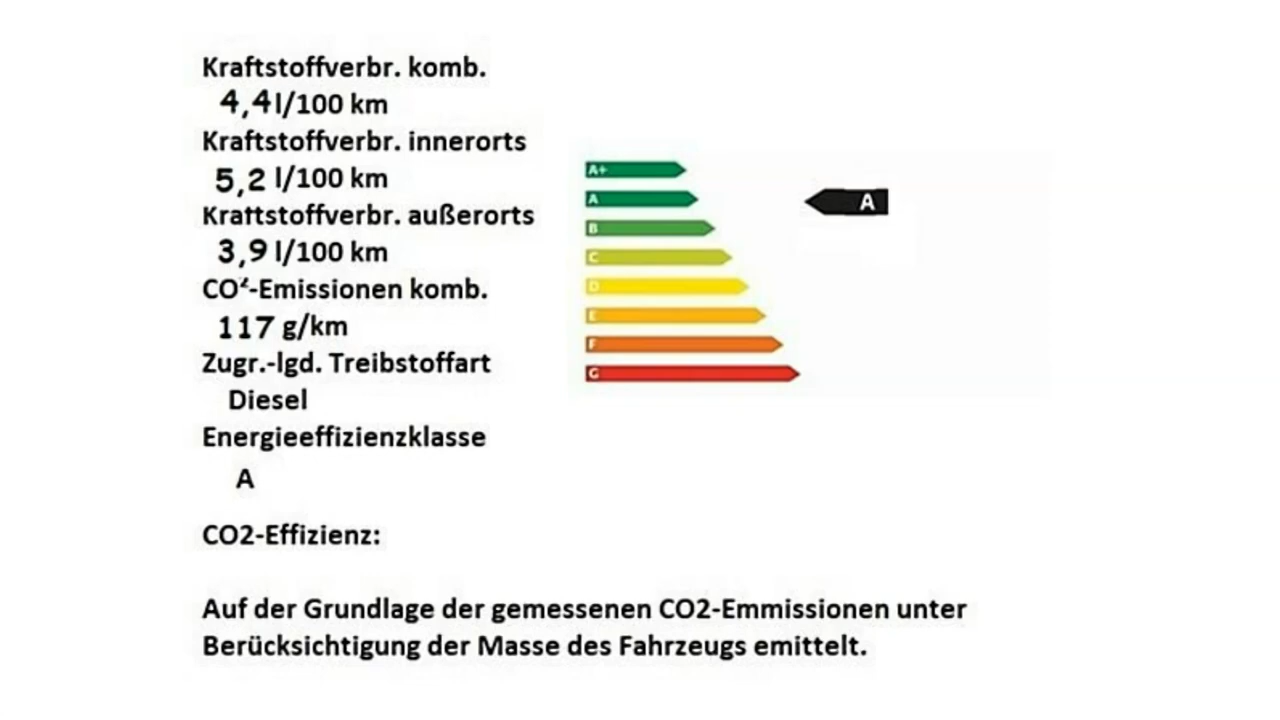 Kraftstoffverbr. komb.
4,4 l/100 km
Kraftstoffverbr. innerorts
5,2 l/100 km
Kraftstoffverbr. außerorts
3,9 l/100 km
CO²-Emissionen komb.
117 g/km
Zugr.-lgd. Treibstoffart
Diesel
Energieeffizienzklasse
A
A+
A
A
B
C
D
E
F
G
CO2-Effizienz:
Auf der Grundlage der gemessenen CO2-Emmissionen unter
Berücksichtigung der Masse des Fahrzeugs emittelt.